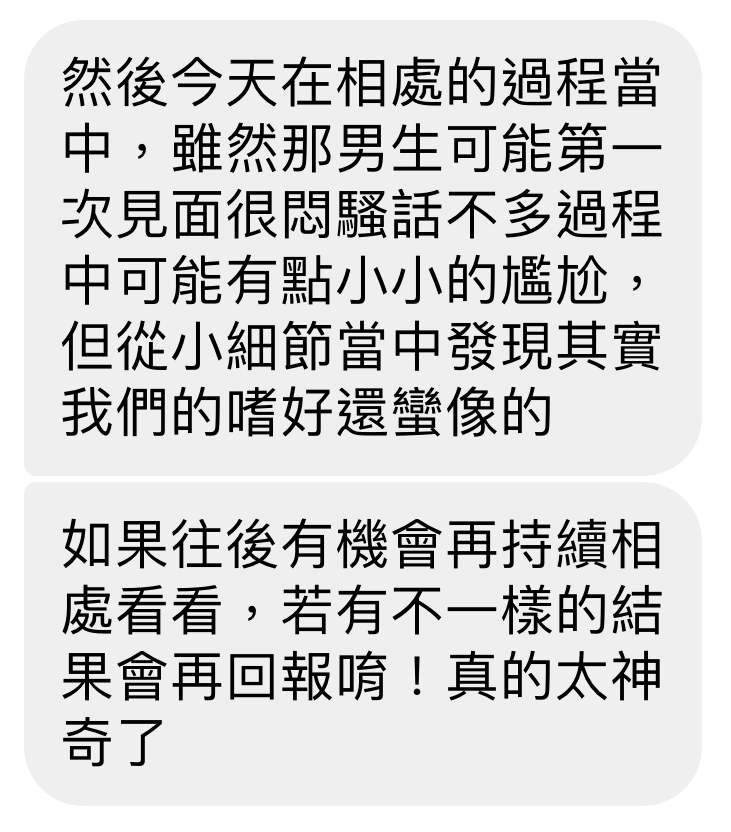 然後今天在相處的過程當
中，雖然那男生可能第一
次見面很悶騷話不多過程
中可能有點小小的尷尬，
但從小細節當中發現其實
我們的嗜好還蠻像的
如果往後有機會再持續相
處看看，若有不一樣的結
果會再回報唷！真的太神
奇了